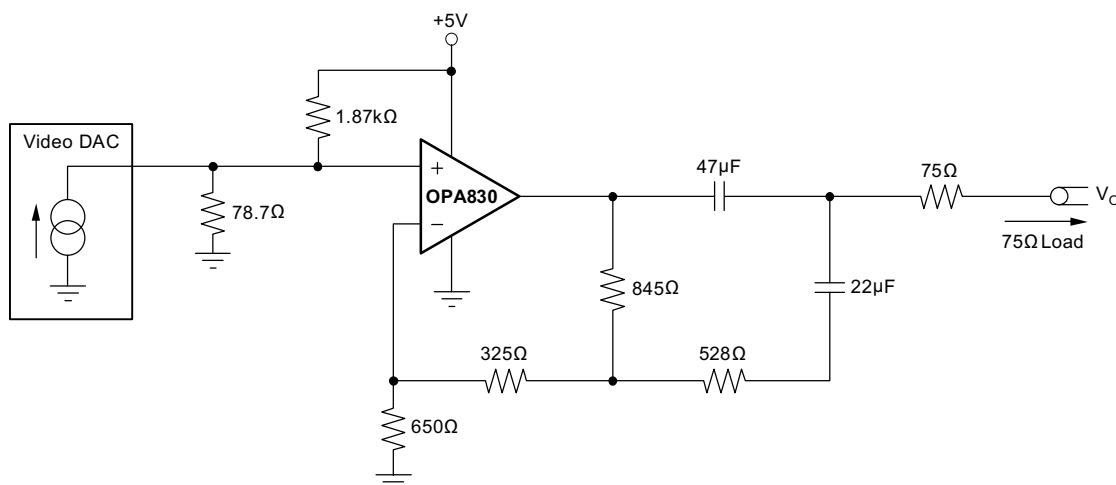 +5V
1.87kΩ
Video DAC
78.7Ω
+
OPA830
−
47µF
75Ω
V_O
75Ω Load
845Ω
22µF
325Ω
528Ω
650Ω